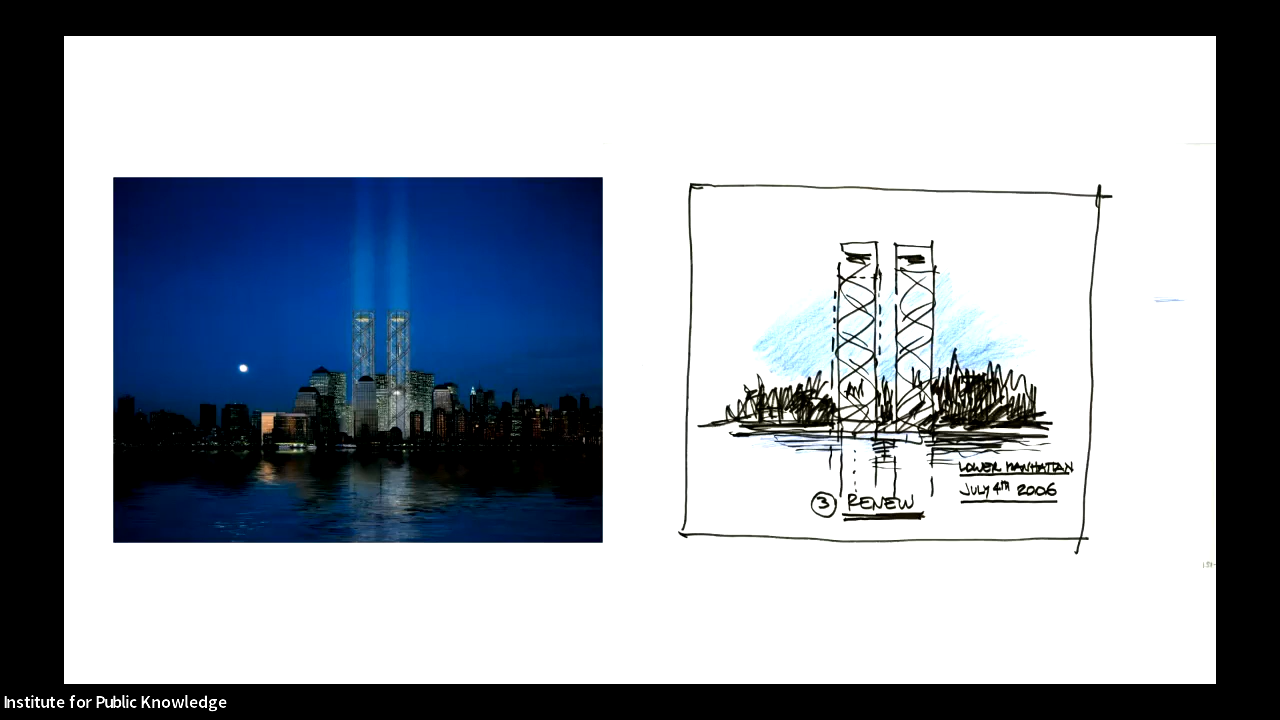 LOWER MANHATTAN
JULY 4th 2006
3 RENEW
Institute for Public Knowledge